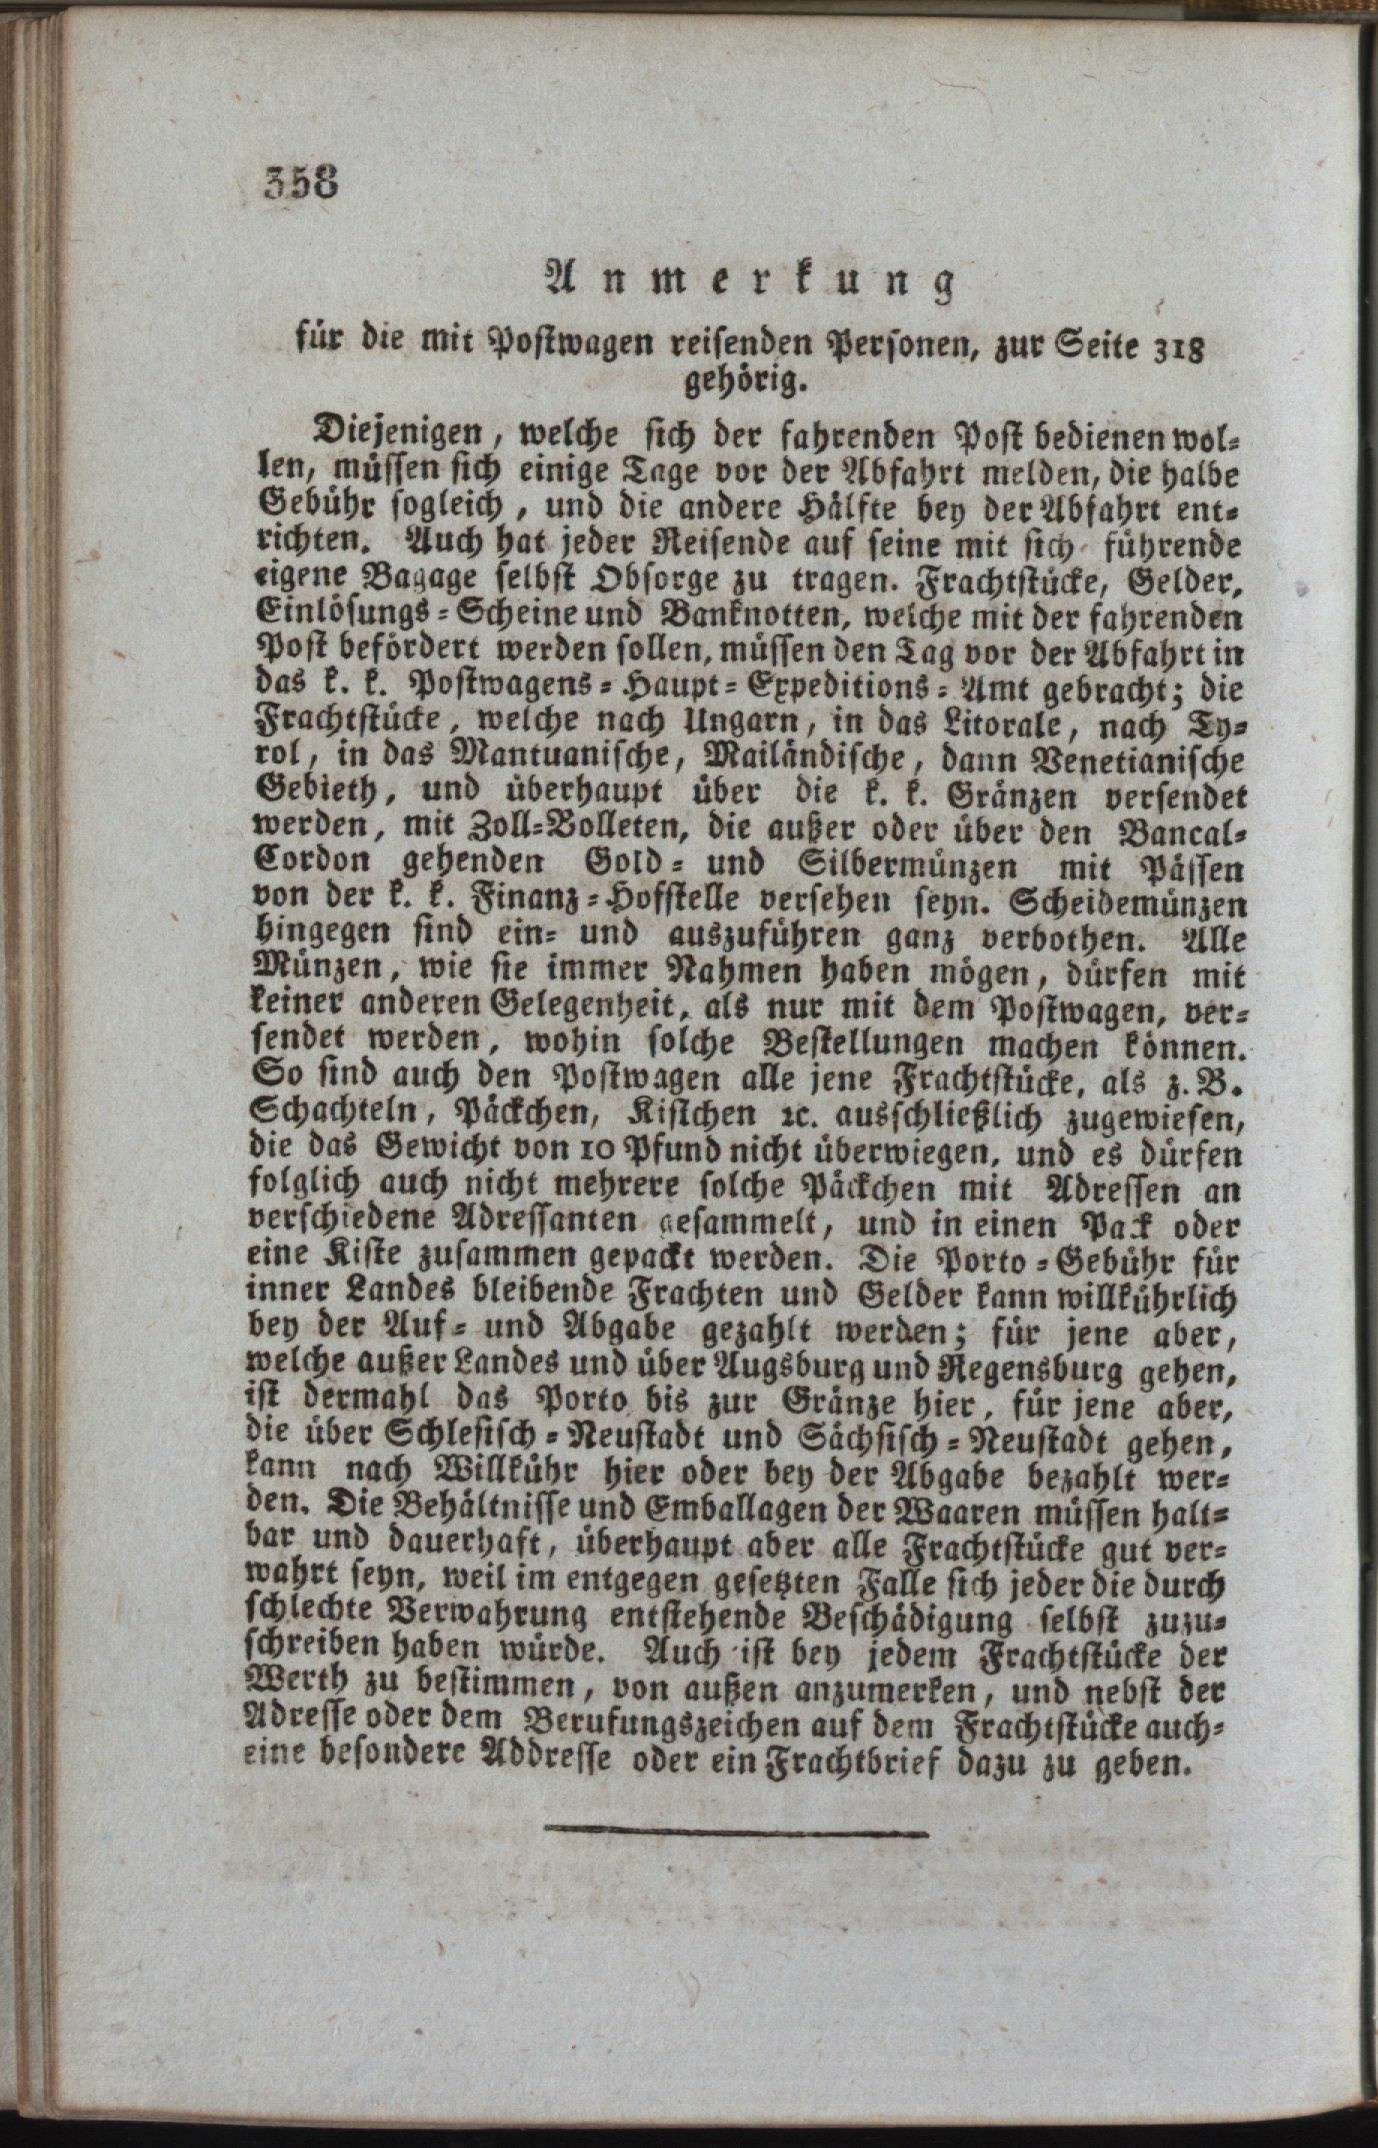 358
Anmerkung
für die mit Postwagen reisenden Personen, zur Seite 318
gehörig.
Diejenigen, welche sich der fahrenden Post bedienen wol-
len, müssen sich einige Tage vor der Abfahrt melden, die halbe
Gebühr sogleich, und die andere Hälfte bey der Abfahrt ent-
richten. Auch hat jeder Reisende auf seine mit sich führende
eigene Bagage selbst Obsorge zu tragen. Frachtstücke, Gelder,
Einlösungs-Scheine und Banknotten, welche mit der fahrenden
Post befördert werden sollen, müssen den Tag vor der Abfahrt in
das k. k. Postwagens-Haupt-Expeditions-Amt gebracht; die
Frachtstücke, welche nach Ungarn, in das Litorale, nach Ty-
rol, in das Mantuanische, Mailändische, dann Venetianische
Gebieth, und überhaupt über die k. k. Gränzen versendet
werden, mit Zoll-Bolleten, die außer oder über den Bancal-
Cordon gehenden Gold- und Silbermünzen mit Pässen
von der k. k. Finanz-Hofstelle versehen seyn. Scheidemünzen
hingegen sind ein- und auszuführen ganz verbothen. Alle
Münzen, wie sie immer Nahmen haben mögen, dürfen mit
keiner anderen Gelegenheit, als nur mit dem Postwagen, ver-
sendet werden, wohin solche Bestellungen machen können.
So sind auch den Postwagen alle jene Frachtstücke, als z. B.
Schachteln, Päckchen, Kistchen ꝛc. ausschließlich zugewiesen,
die das Gewicht von 10 Pfund nicht überwiegen, und es dürfen
folglich auch nicht mehrere solche Päckchen mit Adressen an
verschiedene Adressanten gesammelt, und in einen Pack oder
eine Kiste zusammen gepackt werden. Die Porto-Gebühr für
inner Landes bleibende Frachten und Gelder kann willkührlich
bey der Auf- und Abgabe gezahlt werden; für jene aber,
welche außer Landes und über Augsburg und Regensburg gehen,
ist dermahl das Porto bis zur Gränze hier, für jene aber,
die über Schlesisch-Neustadt und Sächsisch-Neustadt gehen,
kann nach Willkühr hier oder bey der Abgabe bezahlt wer-
den. Die Behältnisse und Emballagen der Waaren müssen halt-
bar und dauerhaft, überhaupt aber alle Frachtstücke gut ver-
wahrt seyn, weil im entgegen gesetzten Falle sich jeder die durch
schlechte Verwahrung entstehende Beschädigung selbst zuzu-
schreiben haben würde. Auch ist bey jedem Frachtstücke der
Werth zu bestimmen, von außen anzumerken, und nebst der
Adresse oder dem Berufungszeichen auf dem Frachtstücke auch-
eine besondere Addresse oder ein Frachtbrief dazu zu geben.